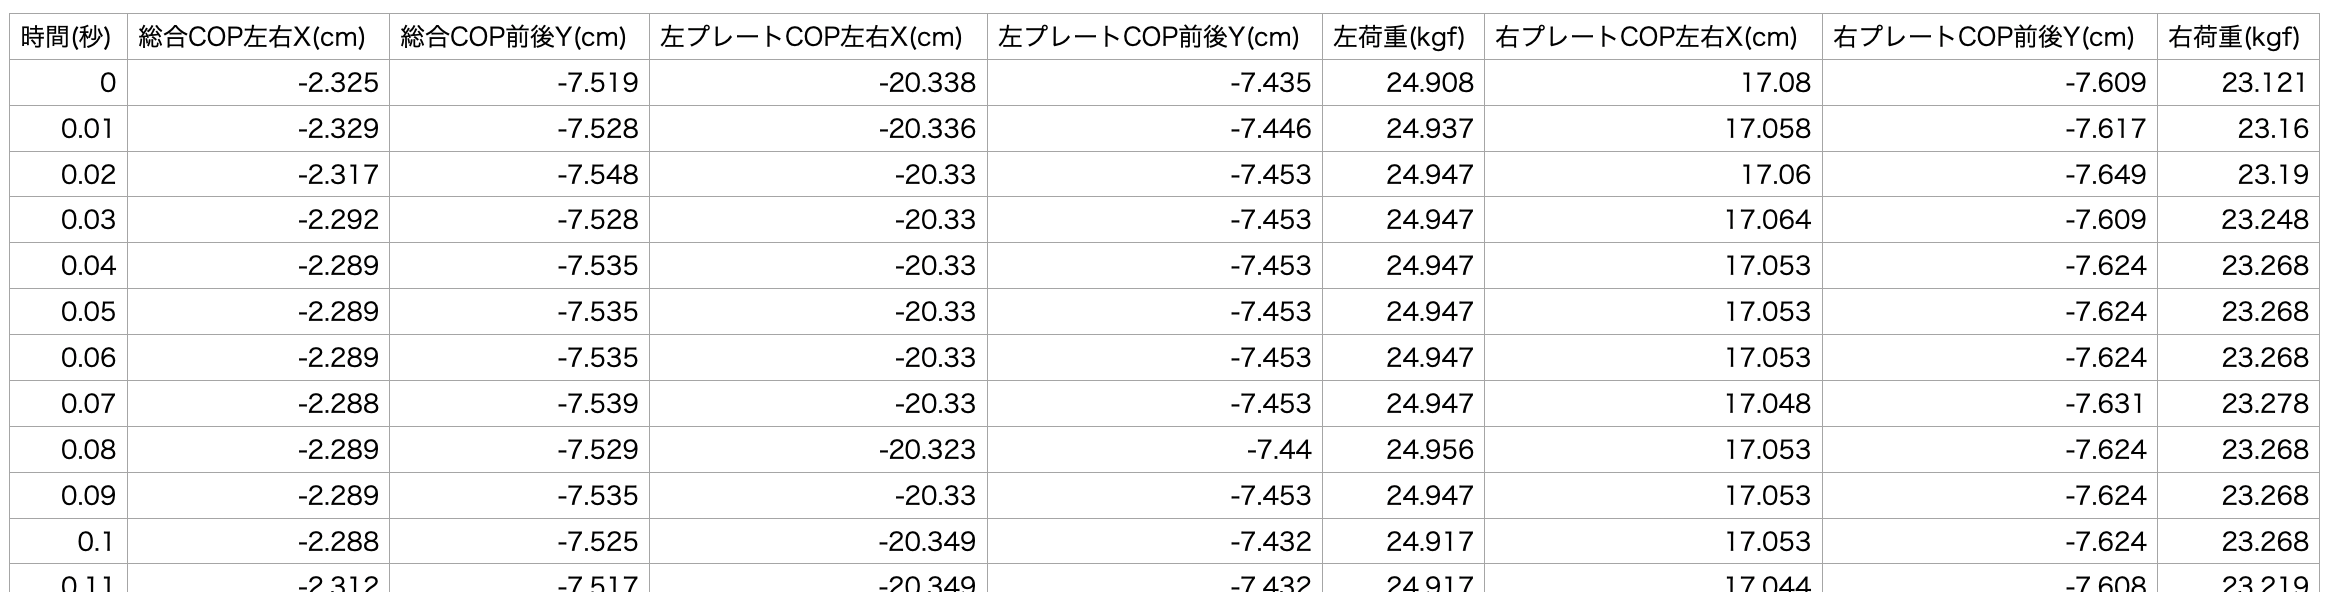 時間(秒) 総合COP左右X(cm) 総合COP前後Y(cm) 左プレートCOP左右X(cm) 左プレートCOP前後Y(cm) 左荷重(kgf) 右プレートCOP左右X(cm) 右プレートCOP前後Y(cm) 右荷重(kgf)
0 -2.325 -7.519 -20.338 -7.435 24.908 17.08 -7.609 23.121
0.01 -2.329 -7.528 -20.336 -7.446 24.937 17.058 -7.617 23.16
0.02 -2.317 -7.548 -20.33 -7.453 24.947 17.06 -7.649 23.19
0.03 -2.292 -7.528 -20.33 -7.453 24.947 17.064 -7.609 23.248
0.04 -2.289 -7.535 -20.33 -7.453 24.947 17.053 -7.624 23.268
0.05 -2.289 -7.535 -20.33 -7.453 24.947 17.053 -7.624 23.268
0.06 -2.289 -7.535 -20.33 -7.453 24.947 17.053 -7.624 23.268
0.07 -2.288 -7.539 -20.33 -7.453 24.947 17.048 -7.631 23.278
0.08 -2.289 -7.529 -20.323 -7.44 24.956 17.053 -7.624 23.268
0.09 -2.289 -7.535 -20.33 -7.453 24.947 17.053 -7.624 23.268
0.1 -2.288 -7.525 -20.349 -7.432 24.917 17.053 -7.624 23.268
0.11 -2.312 -7.517 -20.349 -7.432 24.917 17.044 -7.608 23.219